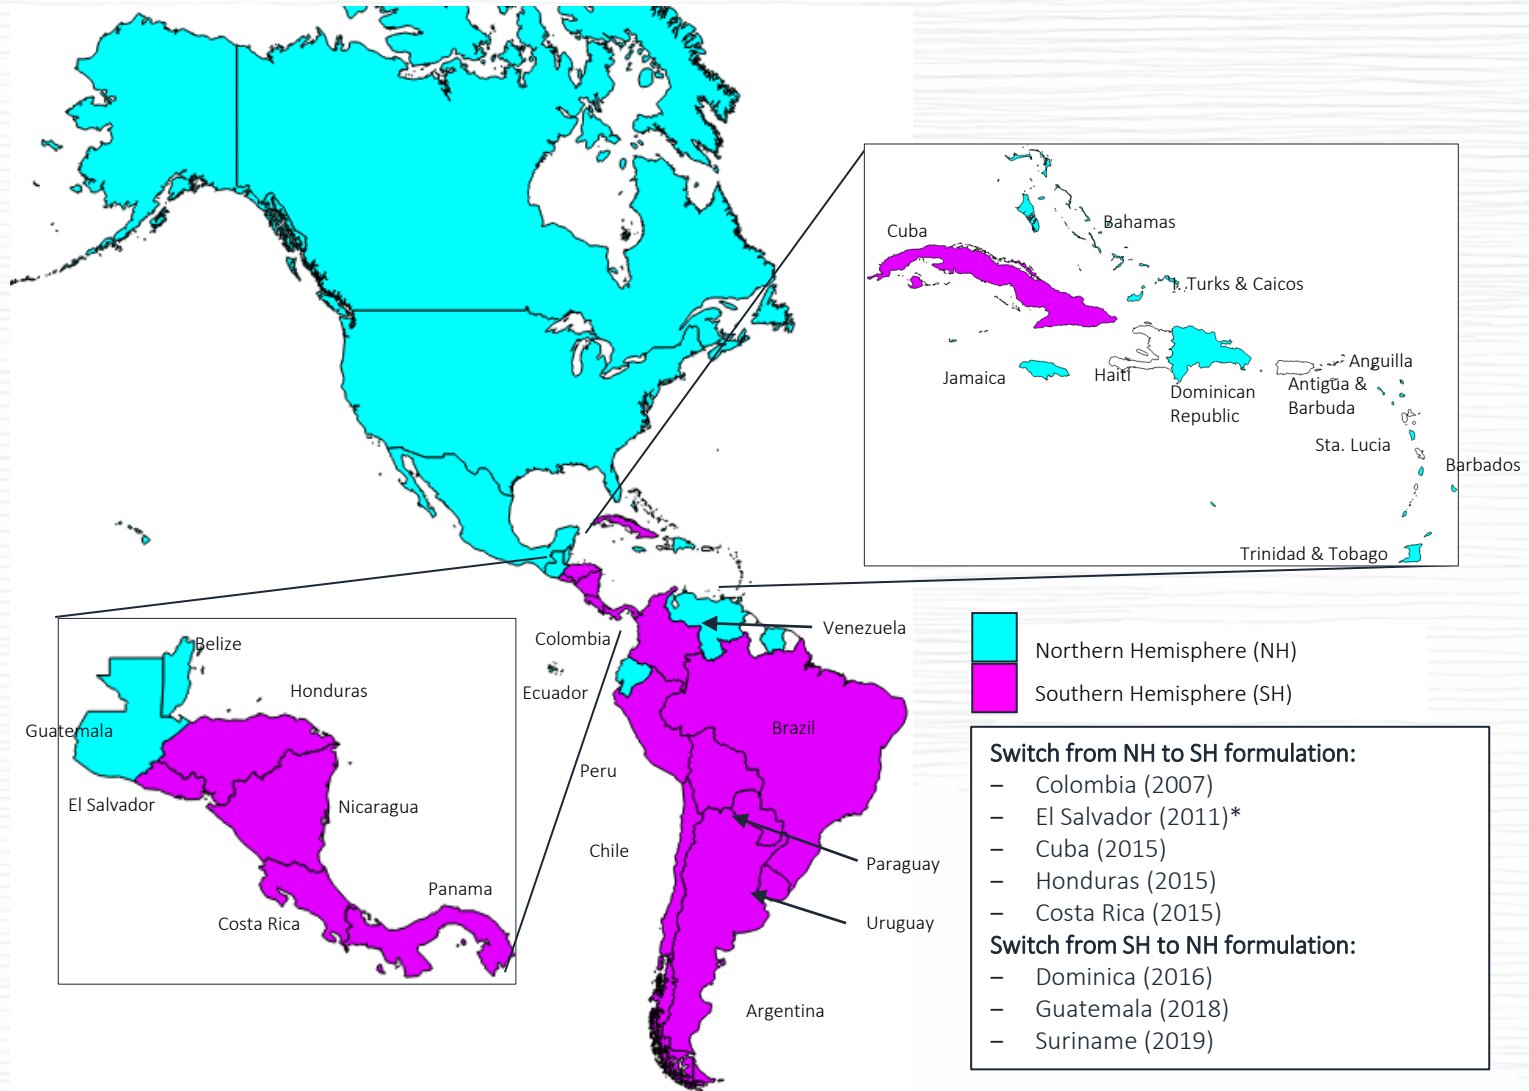 Cuba
Bahamas
I. Turks & Caicos
Jamaica
Haiti
Dominican
Republic
Anguilla
Antigua &
Barbuda
Sta. Lucia
Barbados
Trinidad & Tobago
Belize
Honduras
Guatemala
El Salvador
Nicaragua
Costa Rica
Panama
Colombia
Venezuela
Ecuador
Brazil
Peru
Chile
Paraguay
Uruguay
Argentina
Northern Hemisphere (NH)
Southern Hemisphere (SH)
Switch from NH to SH formulation:
– Colombia (2007)
– El Salvador (2011)*
– Cuba (2015)
– Honduras (2015)
– Costa Rica (2015)
Switch from SH to NH formulation:
– Dominica (2016)
– Guatemala (2018)
– Suriname (2019)